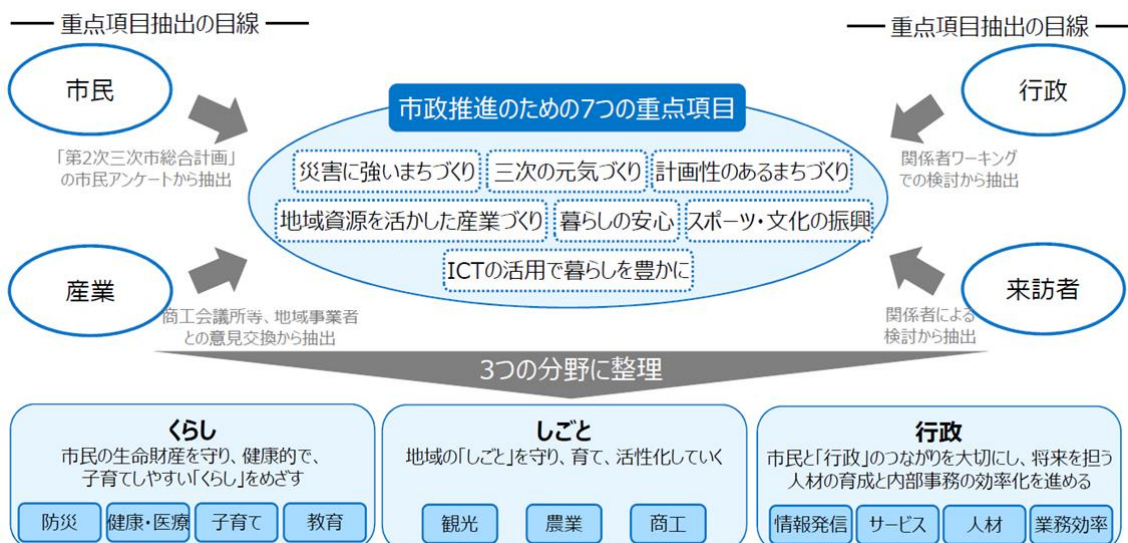 重点項目抽出の目線
重点項目抽出の目線
市民
行政
市政推進のための7つの重点項目
「第2次三次市総合計画」
の市民アンケートから抽出
関係者ワーキング
での検討から抽出
災害に強いまちづくり
三次の元気づくり
計画性のあるまちづくり
地域資源を活かした産業づくり
暮らしの安心
スポーツ・文化の振興
ICTの活用で暮らしを豊かに
産業
来訪者
商工会議所等、地域事業者
との意見交換から抽出
関係者による
検討から抽出
3つの分野に整理
くらし
市民の生命財産を守り、健康的で、
子育てしやすい「くらし」をめざす
防災
健康・医療
子育て
教育
しごと
地域の「しごと」を守り、育て、活性化していく
観光
農業
商工
行政
市民と「行政」のつながりを大切にし、将来を担う
人材の育成と内部事務の効率化を進める
情報発信
サービス
人材
業務効率